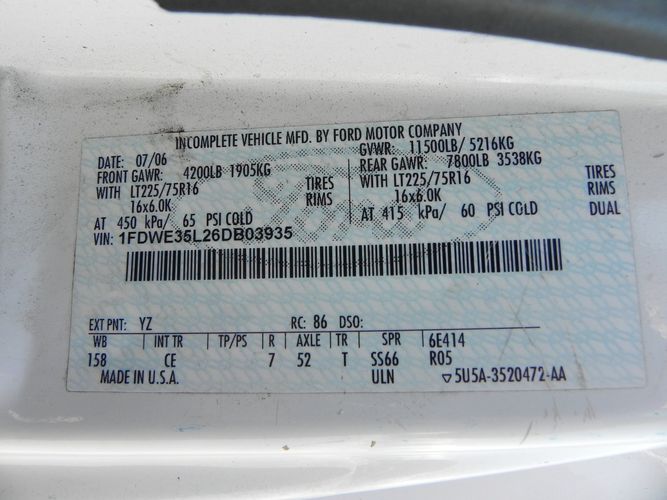 INCOMPLETE VEHICLE MFD. BY FORD MOTOR COMPANY
DATE: 07/06 GVWR: 11500LB/ 5216KG
FRONT GAWR: 4200LB 1905KG REAR GAWR: 7800LB 3538KG
WITH LT225/75R16 TIRES WITH LT225/75R16 TIRES
16x6.0K RIMS 16x6.0K RIMS
AT 450 kPa/ 65 PSI COLD AT 415 kPa/ 60 PSI COLD DUAL
VIN: 1FDWE35L26DB03935
EXT PNT: YZ RC: 86 DSO:
WB INT TR TP/PS R AXLE TR SPR 6E414
158 CE 7 52 T SS66 R05
MADE IN U.S.A. ULN ▽5U5A-3520472-AA